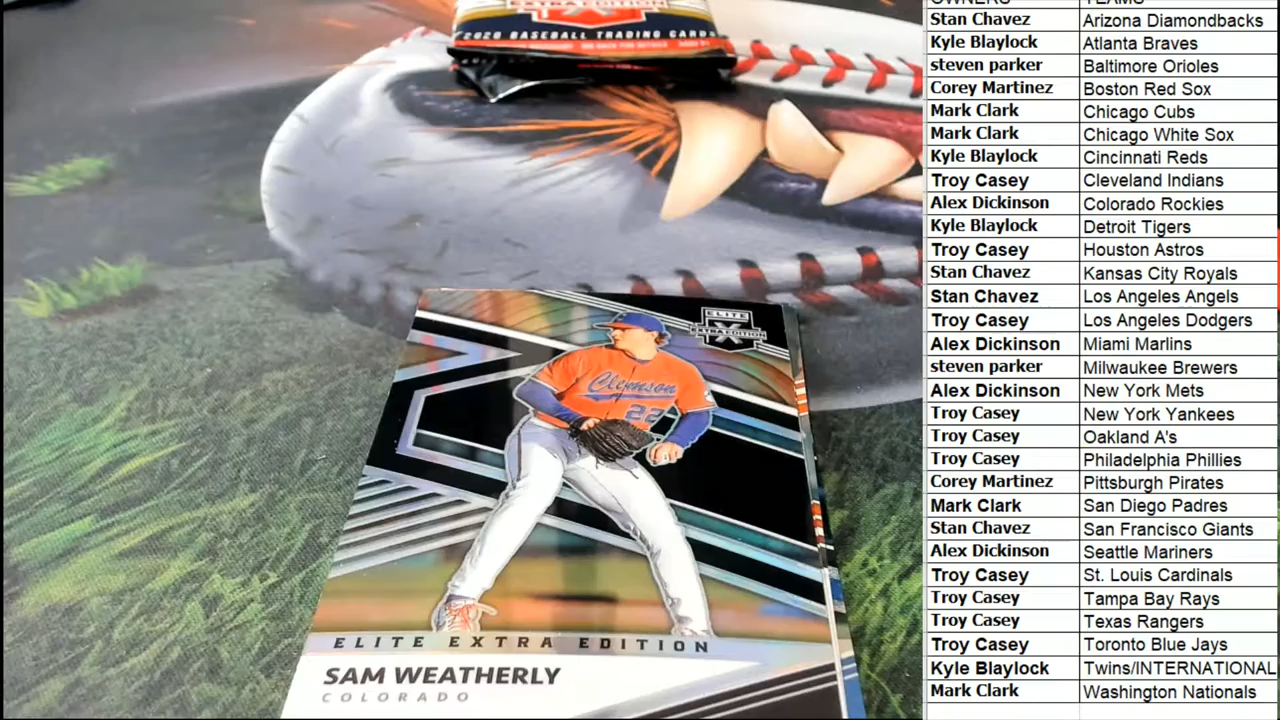 EXTRA EDITION
2020 BASEBALL TRADING CARDS
OWNERS TEAMS
Stan Chavez Arizona Diamondbacks
Kyle Blaylock Atlanta Braves
steven parker Baltimore Orioles
Corey Martinez Boston Red Sox
Mark Clark Chicago Cubs
Mark Clark Chicago White Sox
Kyle Blaylock Cincinnati Reds
Troy Casey Cleveland Indians
Alex Dickinson Colorado Rockies
Kyle Blaylock Detroit Tigers
Troy Casey Houston Astros
Stan Chavez Kansas City Royals
Stan Chavez Los Angeles Angels
Troy Casey Los Angeles Dodgers
Alex Dickinson Miami Marlins
steven parker Milwaukee Brewers
Alex Dickinson New York Mets
Troy Casey New York Yankees
Troy Casey Oakland A's
Troy Casey Philadelphia Phillies
Corey Martinez Pittsburgh Pirates
Mark Clark San Diego Padres
Stan Chavez San Francisco Giants
Alex Dickinson Seattle Mariners
Troy Casey St. Louis Cardinals
Troy Casey Tampa Bay Rays
Troy Casey Texas Rangers
Troy Casey Toronto Blue Jays
Kyle Blaylock Twins/INTERNATIONAL
Mark Clark Washington Nationals
ELITE
X
EXTRA EDITION
Clemson
22
ELITE EXTRA EDITION
SAM WEATHERLY
COLORADO